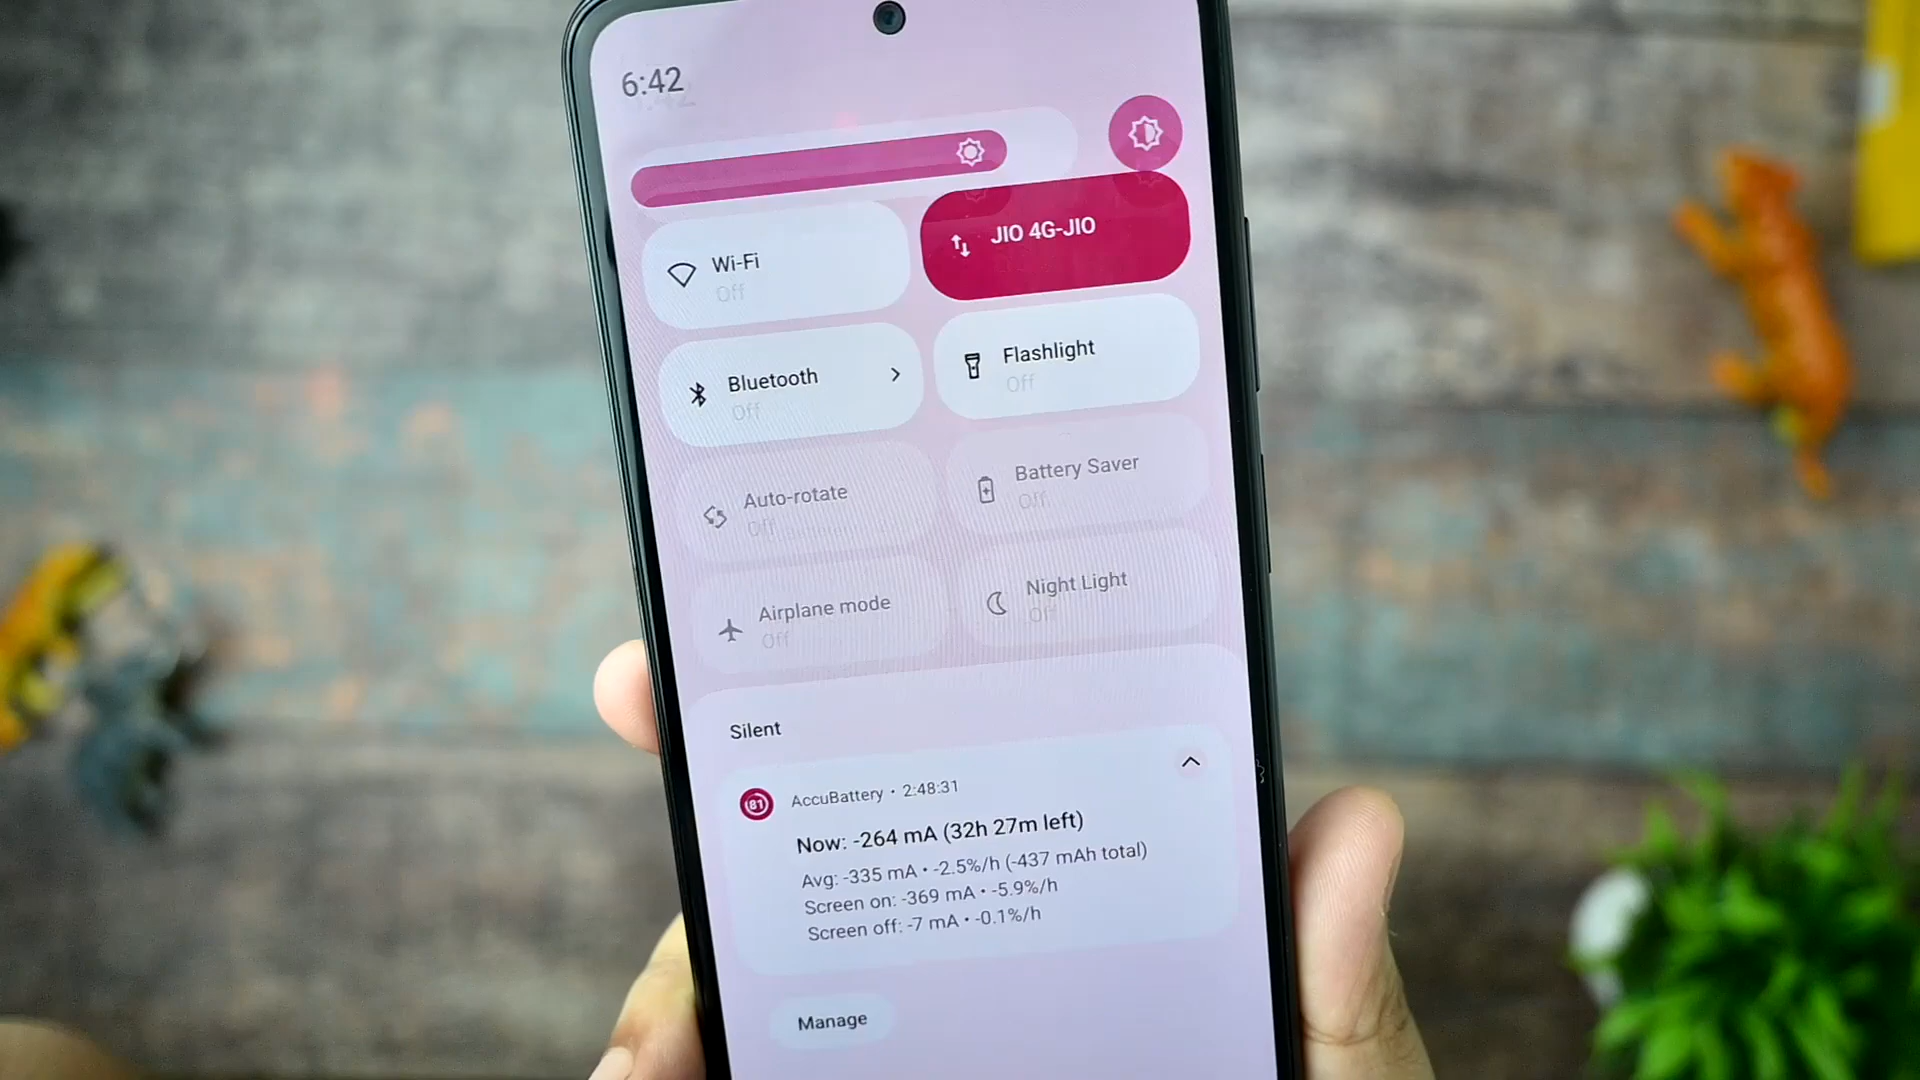 6:42
Wi-Fi
Off
JIO 4G-JIO
Bluetooth
Off
Flashlight
Off
Auto-rotate
Off
Battery Saver
Off
Airplane mode
Off
Night Light
Off
Silent
81
AccuBattery • 2:48:31
Now: -264 mA (32h 27m left)
Avg: -335 mA • -2.5%/h (-437 mAh total)
Screen on: -369 mA • -5.9%/h
Screen off: -7 mA • -0.1%/h
Manage